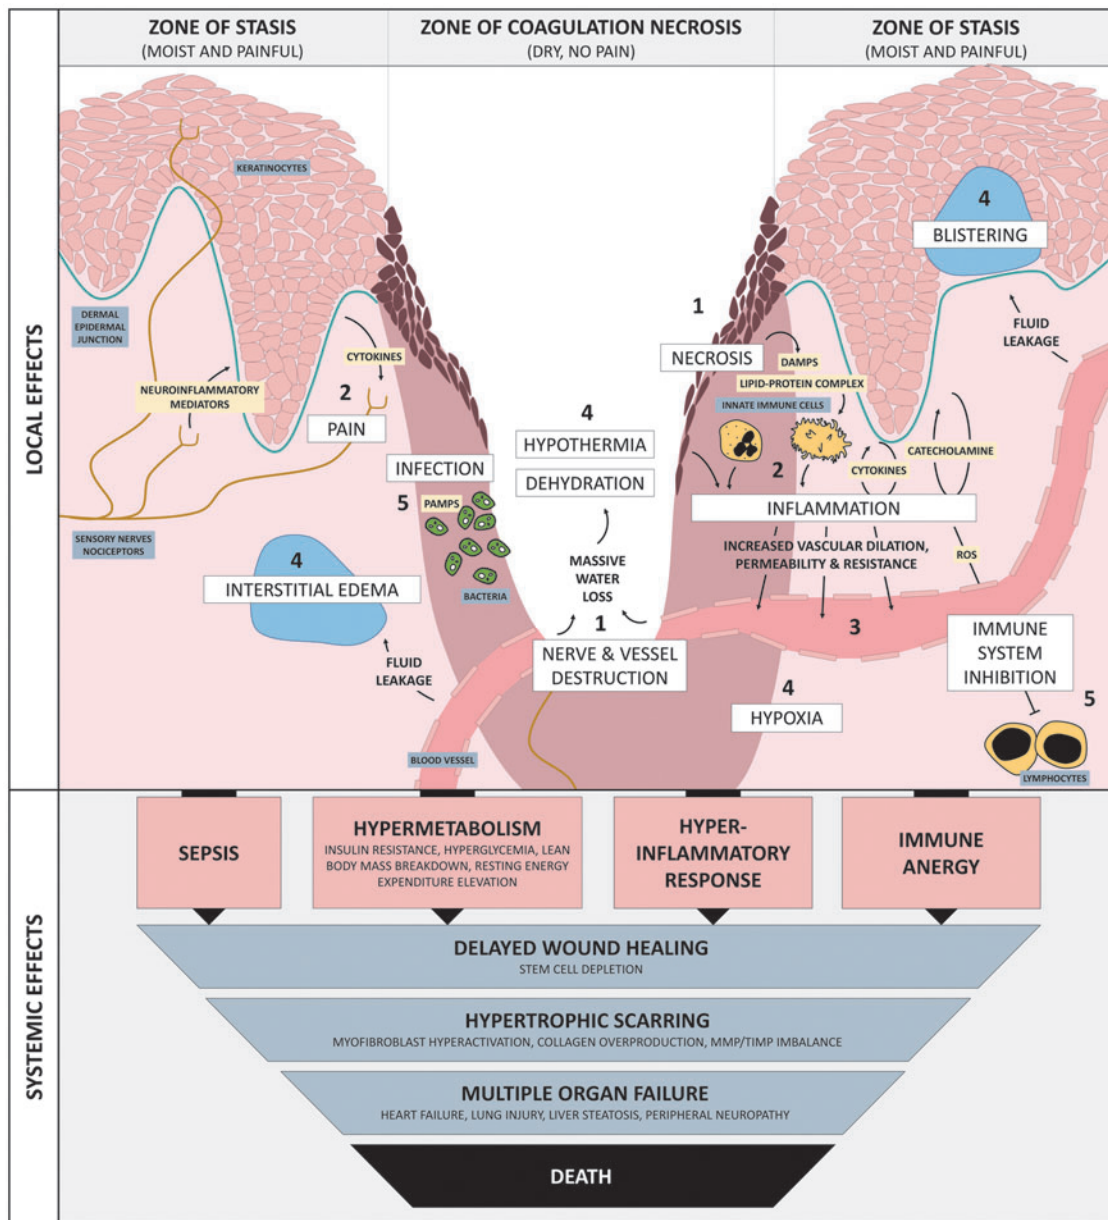 ZONE OF STASIS
(MOIST AND PAINFUL)
ZONE OF COAGULATION NECROSIS
(DRY, NO PAIN)
ZONE OF STASIS
(MOIST AND PAINFUL)
LOCAL EFFECTS
KERATINOCYTES
4
BLISTERING
DERMAL
EPIDERMAL
JUNCTION
1
NECROSIS
FLUID
LEAKAGE
CYTOKINES
DAMPS
LIPID-PROTEIN COMPLEX
NEUROINFLAMMATORY
MEDIATORS
2
PAIN
INNATE IMMUNE CELLS
4
HYPOTHERMIA
DEHYDRATION
CATECHOLAMINE
CYTOKINES
2
INFLAMMATION
INFECTION
5
PAMPS
SENSORY NERVES
NOCICEPTORS
INCREASED VASCULAR DILATION,
PERMEABILITY & RESISTANCE
ROS
4
INTERSTITIAL EDEMA
MASSIVE
WATER
LOSS
BACTERIA
1
NERVE & VESSEL
DESTRUCTION
3
IMMUNE
SYSTEM
INHIBITION
FLUID
LEAKAGE
4
HYPOXIA
5
BLOOD VESSEL
LYMPHOCYTES
SYSTEMIC EFFECTS
SEPSIS
HYPERMETABOLISM
INSULIN RESISTANCE, HYPERGLYCEMIA, LEAN
BODY MASS BREAKDOWN, RESTING ENERGY
EXPENDITURE ELEVATION
HYPER-
INFLAMMATORY
RESPONSE
IMMUNE
ANERGY
DELAYED WOUND HEALING
STEM CELL DEPLETION
HYPERTROPHIC SCARRING
MYOFIBROBLAST HYPERACTIVATION, COLLAGEN OVERPRODUCTION, MMP/TIMP IMBALANCE
MULTIPLE ORGAN FAILURE
HEART FAILURE, LUNG INJURY, LIVER STEATOSIS, PERIPHERAL NEUROPATHY
DEATH